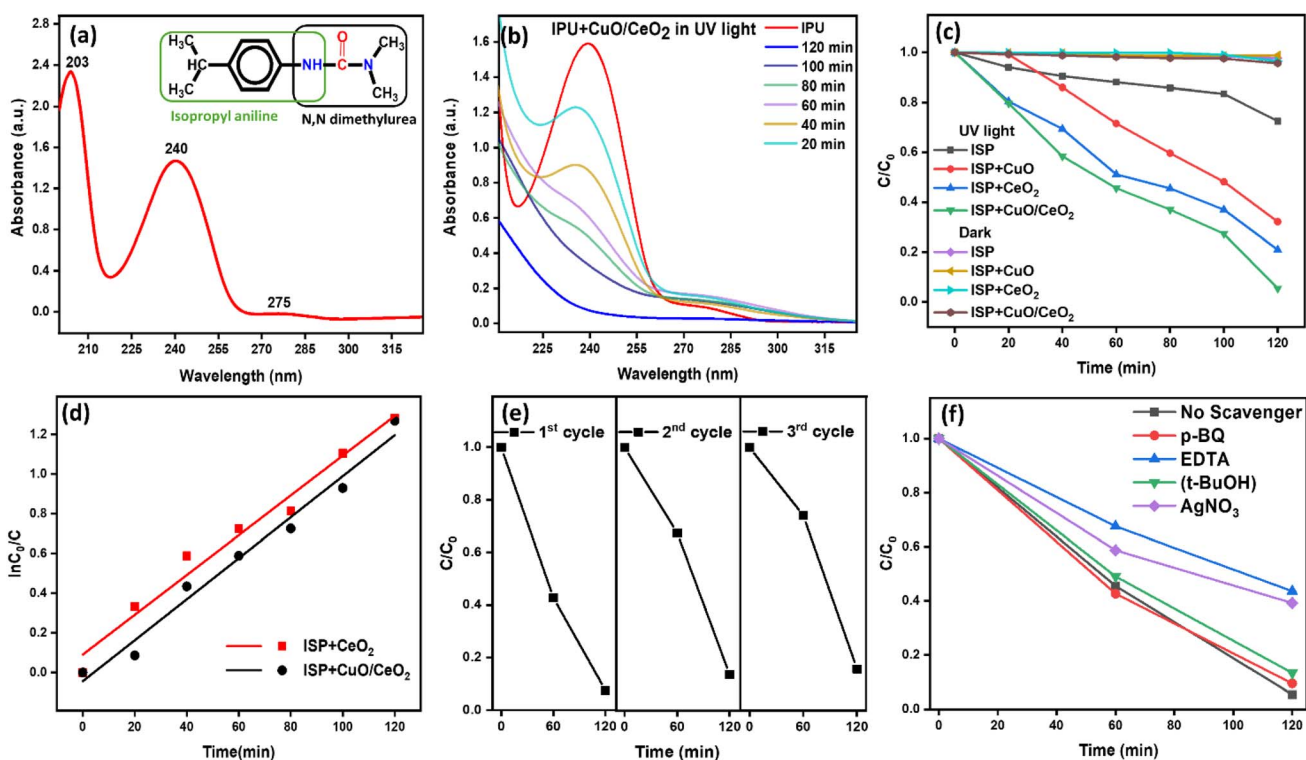 (a)
2.8
2.4
2.0
1.6
1.2
0.8
0.4
0.0
Absorbance (a.u.)
203
240
275
H₃C
H₃C
NH
C
O
N
CH₃
CH₃
Isopropyl aniline
N,N dimethylurea
210 225 240 255 270 285 300 315
Wavelength (nm)
(b)
IPU+CuO/CeO₂ in UV light
IPU
120 min
100 min
80 min
60 min
40 min
20 min
1.6
1.4
1.2
1.0
0.8
0.6
0.4
0.2
0.0
Absorbance (a.u.)
225 245 265 285 305 325
Wavelength (nm)
(c)
1.0
0.8
0.6
0.4
0.2
0.0
C/C₀
UV light
ISP
ISP+CuO
ISP+CeO₂
ISP+CuO/CeO₂
Dark
ISP
ISP+CuO
ISP+CeO₂
ISP+CuO/CeO₂
0 20 40 60 80 100 120
Time (min)
(d)
1.2
1.0
0.8
0.6
0.4
0.2
0.0
lnC₀/C
ISP+CeO₂
ISP+CuO/CeO₂
0 20 40 60 80 100 120
Time(min)
(e)
1st cycle
2nd cycle
3rd cycle
1.0
0.8
0.6
0.4
0.2
0.0
C/C₀
0 60 120 0 60 120 0 60 120
Time (min)
(f)
No Scavenger
p-BQ
EDTA
(t-BuOH)
AgNO₃
1.0
0.8
0.6
0.4
0.2
0.0
C/C₀
0 20 40 60 80 100 120
Time (min)